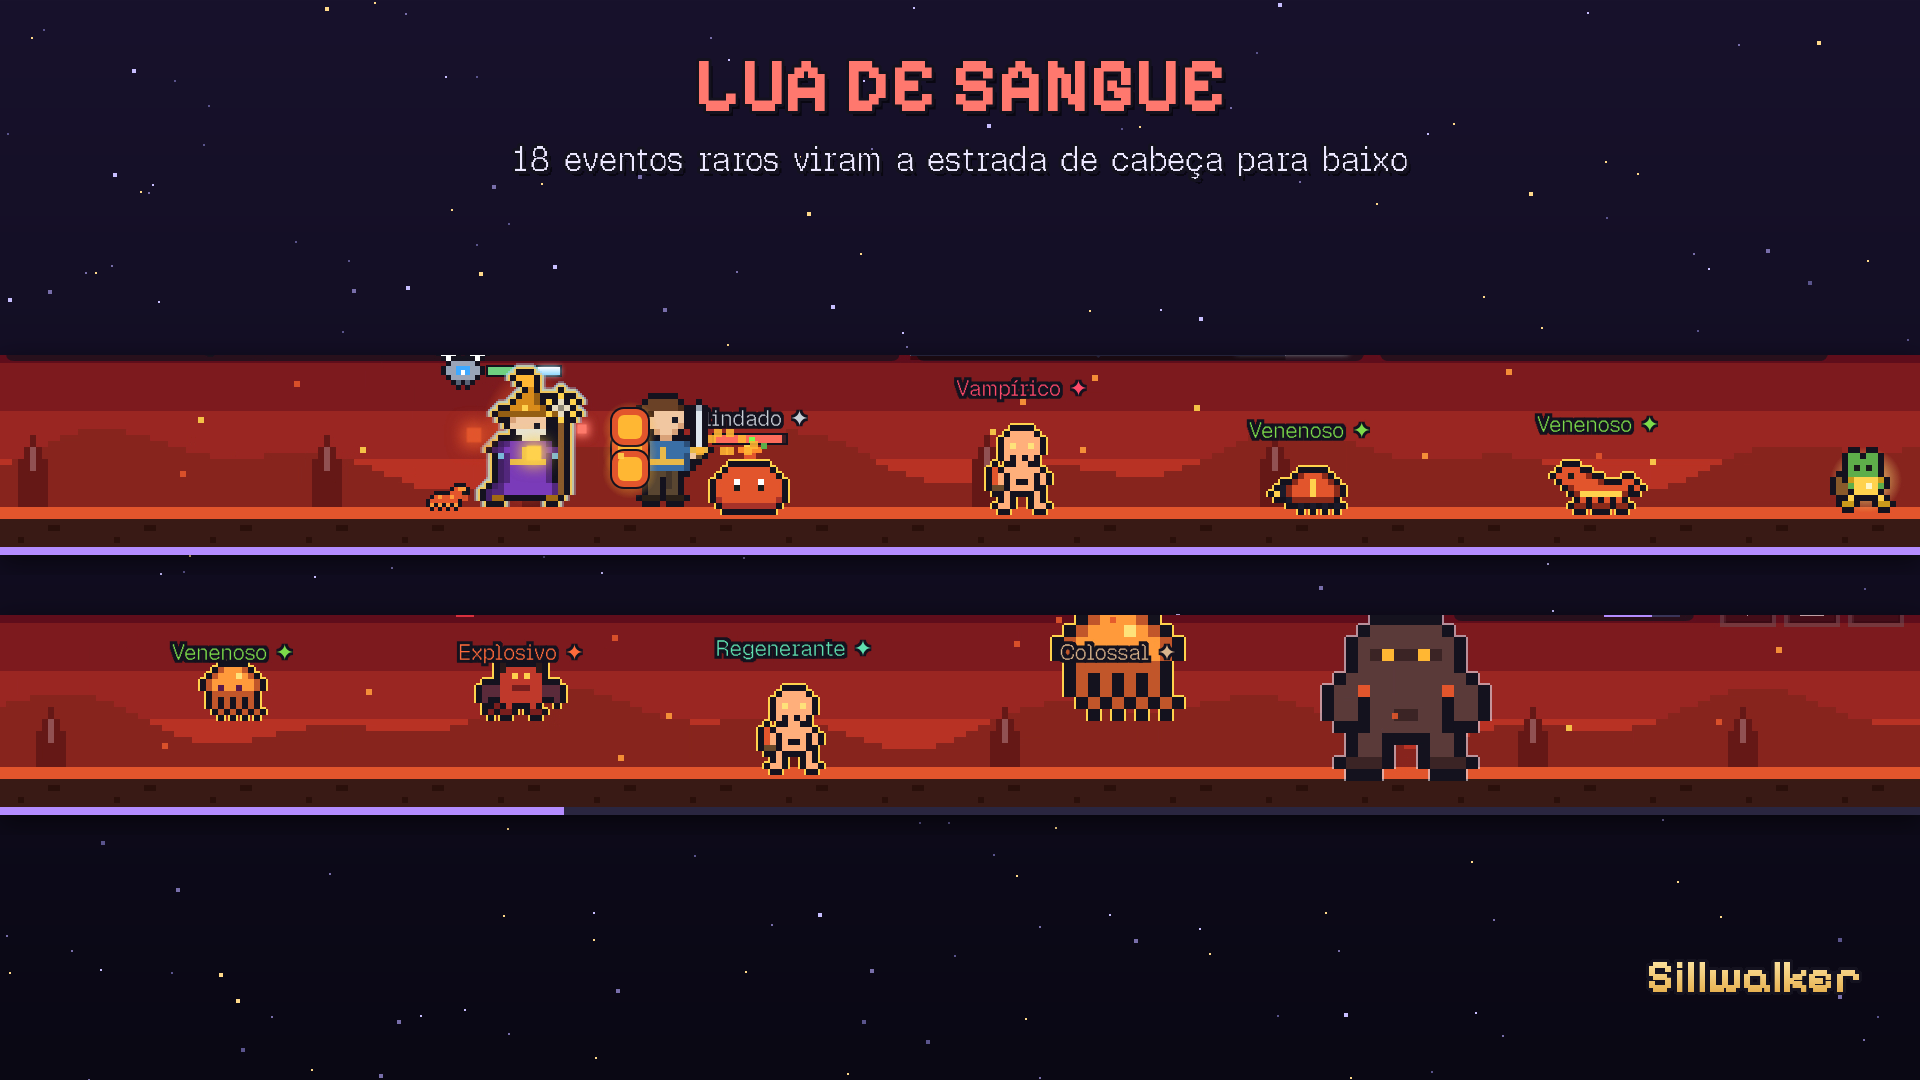 LUA DE SANGUE
18 eventos raros viram a estrada de cabeça para baixo
Vampírico
lindado
Venenoso
Venenoso
Venenoso
Explosivo
Regenerante
Colossal
Sillwalker